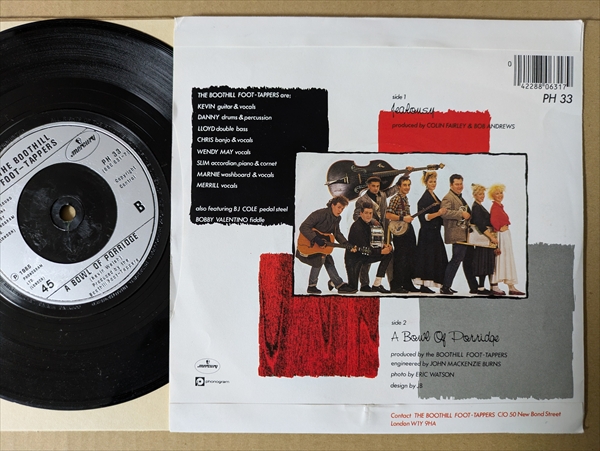 THE BOOTHILL FOOT-TAPPERS are;
KEVIN guitar & vocals
DANNY drums & percussion
LLOYD double bass
CHRIS banjo & vocals
WENDY MAY vocals
SLIM accordian, piano & cornet
MARNIE washboard & vocals
MERRILL vocals
also featuring BJ COLE pedal steel
BOBBY VALENTINO fiddle
side 1
Jealousy
produced by COLIN FAIRLEY & BOB ANDREWS
0
42288 06317
PH 33
side 2
A Bowl Of Porridge
produced by the BOOTHILL FOOT-TAPPERS
engineered by JOHN MACKENZIE BURNS
photo by ERIC WATSON
design by JB
mercury
phonogram
Contact THE BOOTHILL FOOT-TAPPERS C/O 50 New Bond Street
London W1Y 9HA
THE BOOTHILL
FOOT-TAPPERS
mercury
PH 33
B
45
A BOWL OF PORRIDGE